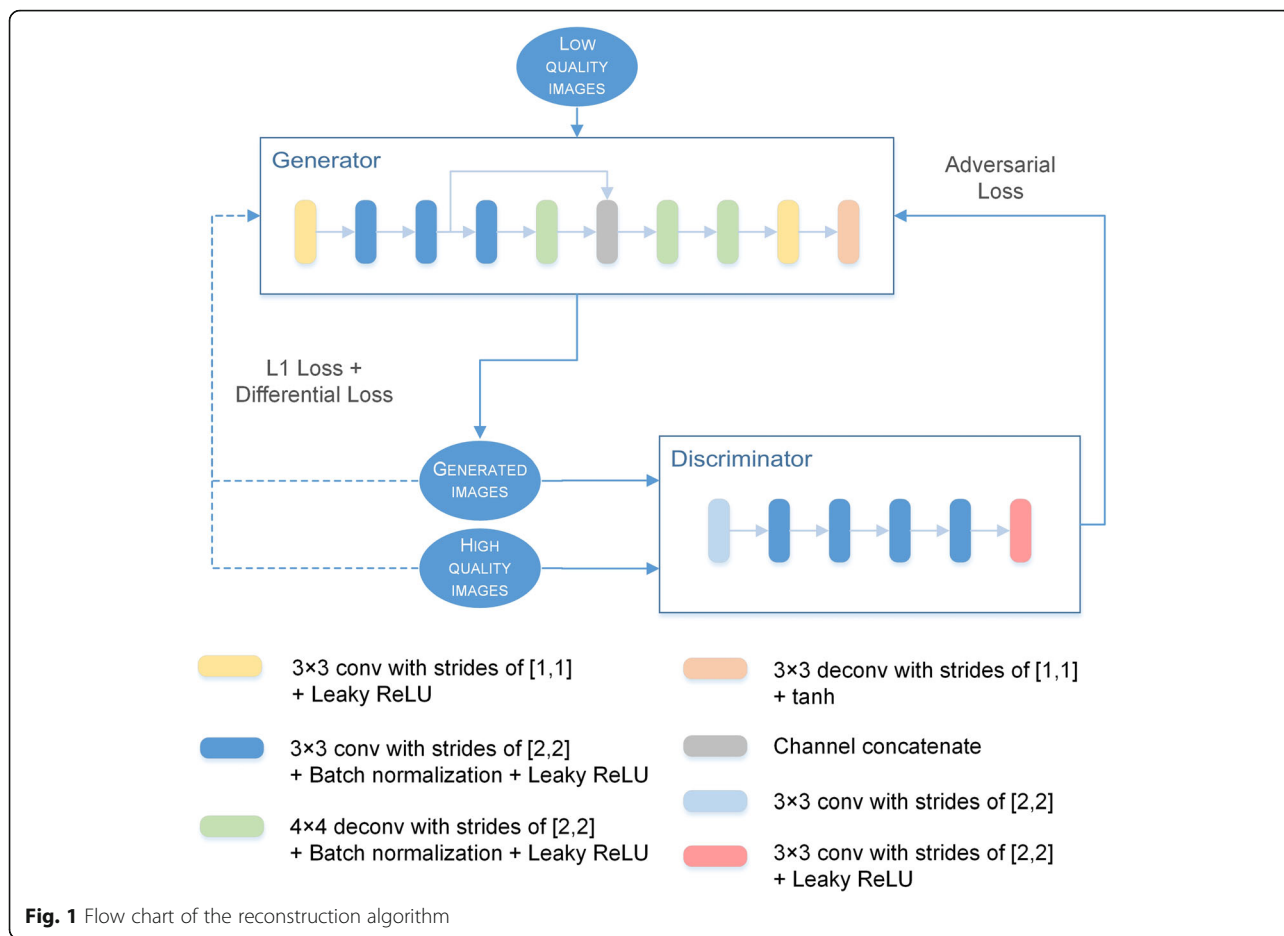 LOW
QUALITY
IMAGES
Generator
Adversarial
Loss
L1 Loss +
Differential Loss
GENERATED
IMAGES
HIGH
QUALITY
IMAGES
Discriminator
3×3 conv with strides of [1,1]
+ Leaky ReLU
3×3 conv with strides of [2,2]
+ Batch normalization + Leaky ReLU
4×4 deconv with strides of [2,2]
+ Batch normalization + Leaky ReLU
3×3 deconv with strides of [1,1]
+ tanh
Channel concatenate
3×3 conv with strides of [2,2]
3×3 conv with strides of [2,2]
+ Leaky ReLU
Fig. 1 Flow chart of the reconstruction algorithm